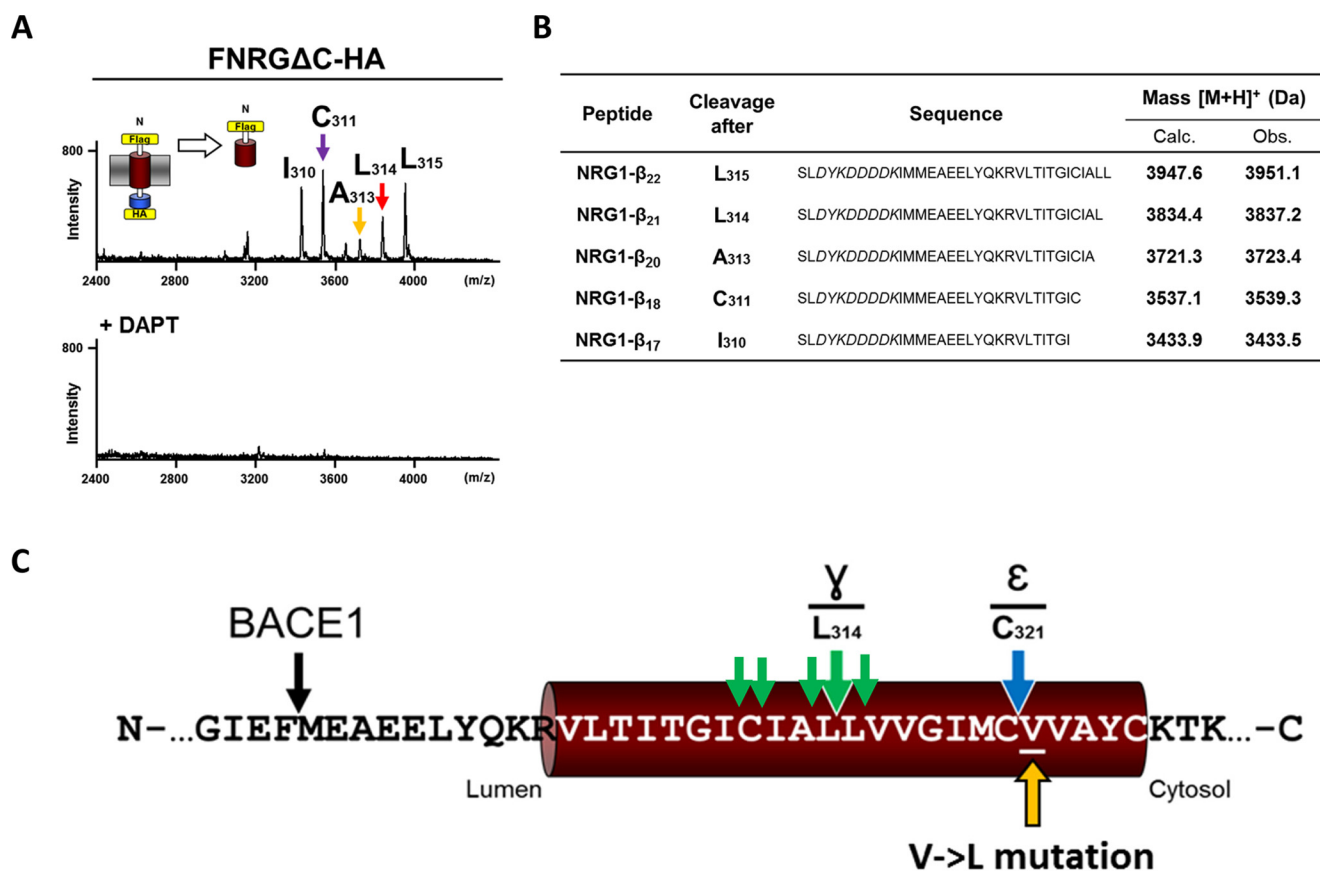 A
FNRGΔC-HA
N
Flag
HA
N
Flag
800
Intensity
I310
C311
A313
L314
L315
2400 2800 3200 3600 4000 (m/z)
+ DAPT
800
Intensity
2400 2800 3200 3600 4000 (m/z)
B
Peptide Cleavage after Sequence Mass [M+H]+ (Da)
Calc. Obs.
NRG1-β22 L315 SLDYKDDDDKIMMEAEELYQKRVLTITGICIALL 3947.6 3951.1
NRG1-β21 L314 SLDYKDDDDKIMMEAEELYQKRVLTITGICIAL 3834.4 3837.2
NRG1-β20 A313 SLDYKDDDDKIMMEAEELYQKRVLTITGICIA 3721.3 3723.4
NRG1-β18 C311 SLDYKDDDDKIMMEAEELYQKRVLTITGIC 3537.1 3539.3
NRG1-β17 I310 SLDYKDDDDKIMMEAEELYQKRVLTITGI 3433.9 3433.5
C
BACE1
γ
L314
ε
C321
N–...GIEFMEAEELYQKRVLTITGICIALLVVGIMCVVAYCKTK...–C
Lumen
Cytosol
V->L mutation